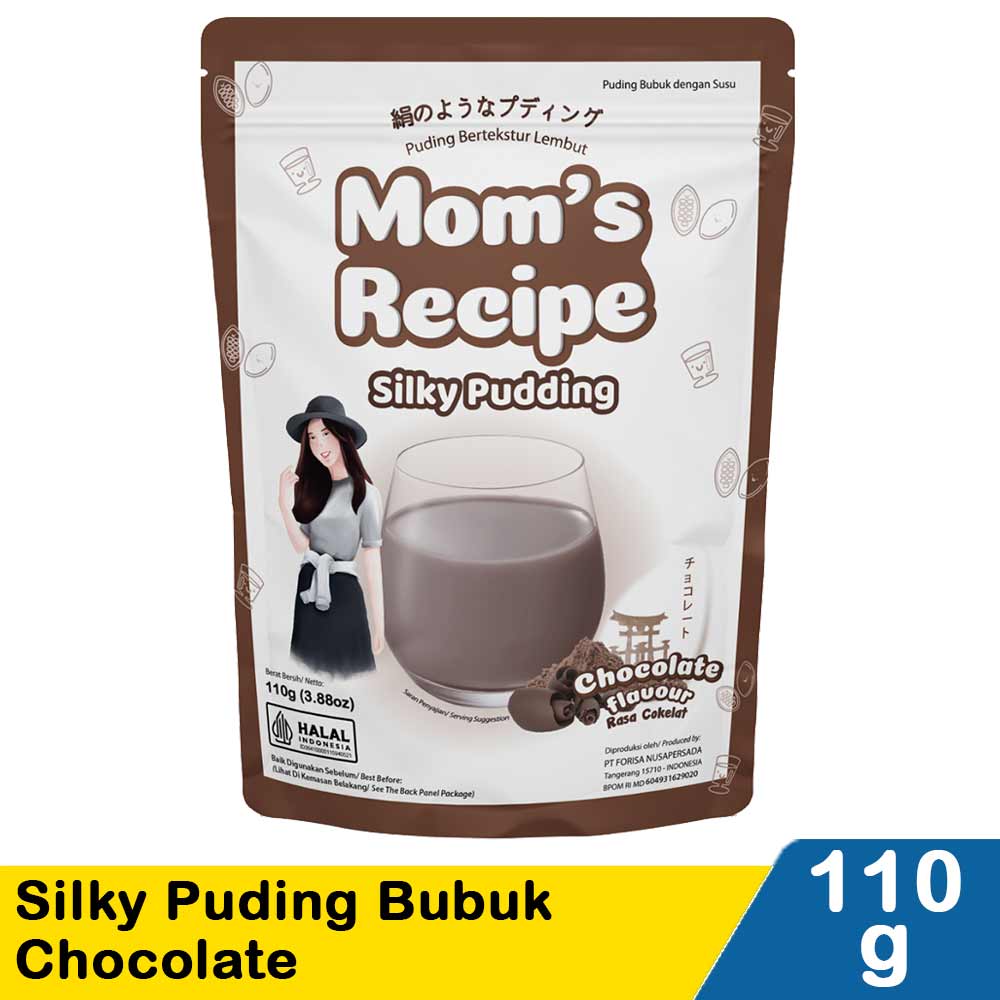 Puding Bubuk dengan Susu
絹のようなプディング
Puding Bertekstur Lembut
Mom's
Recipe
Silky Pudding
チョコレート
Chocolate
flavour
Rasa Cokelat
Saran Penyajian/ Serving Suggestion
Berat Bersih/ Netto:
110g (3.88oz)
HALAL
INDONESIA
Baik Digunakan Sebelum/ Best Before:
(Lihat Di Kemasan Belakang/ See The Back Panel Package)
Diproduksi oleh/ Produced by:
PT FORISA NUSAPERSADA
Tangerang 15710 - INDONESIA
BPOM RI MD 604931629020
Silky Puding Bubuk
Chocolate
110
g